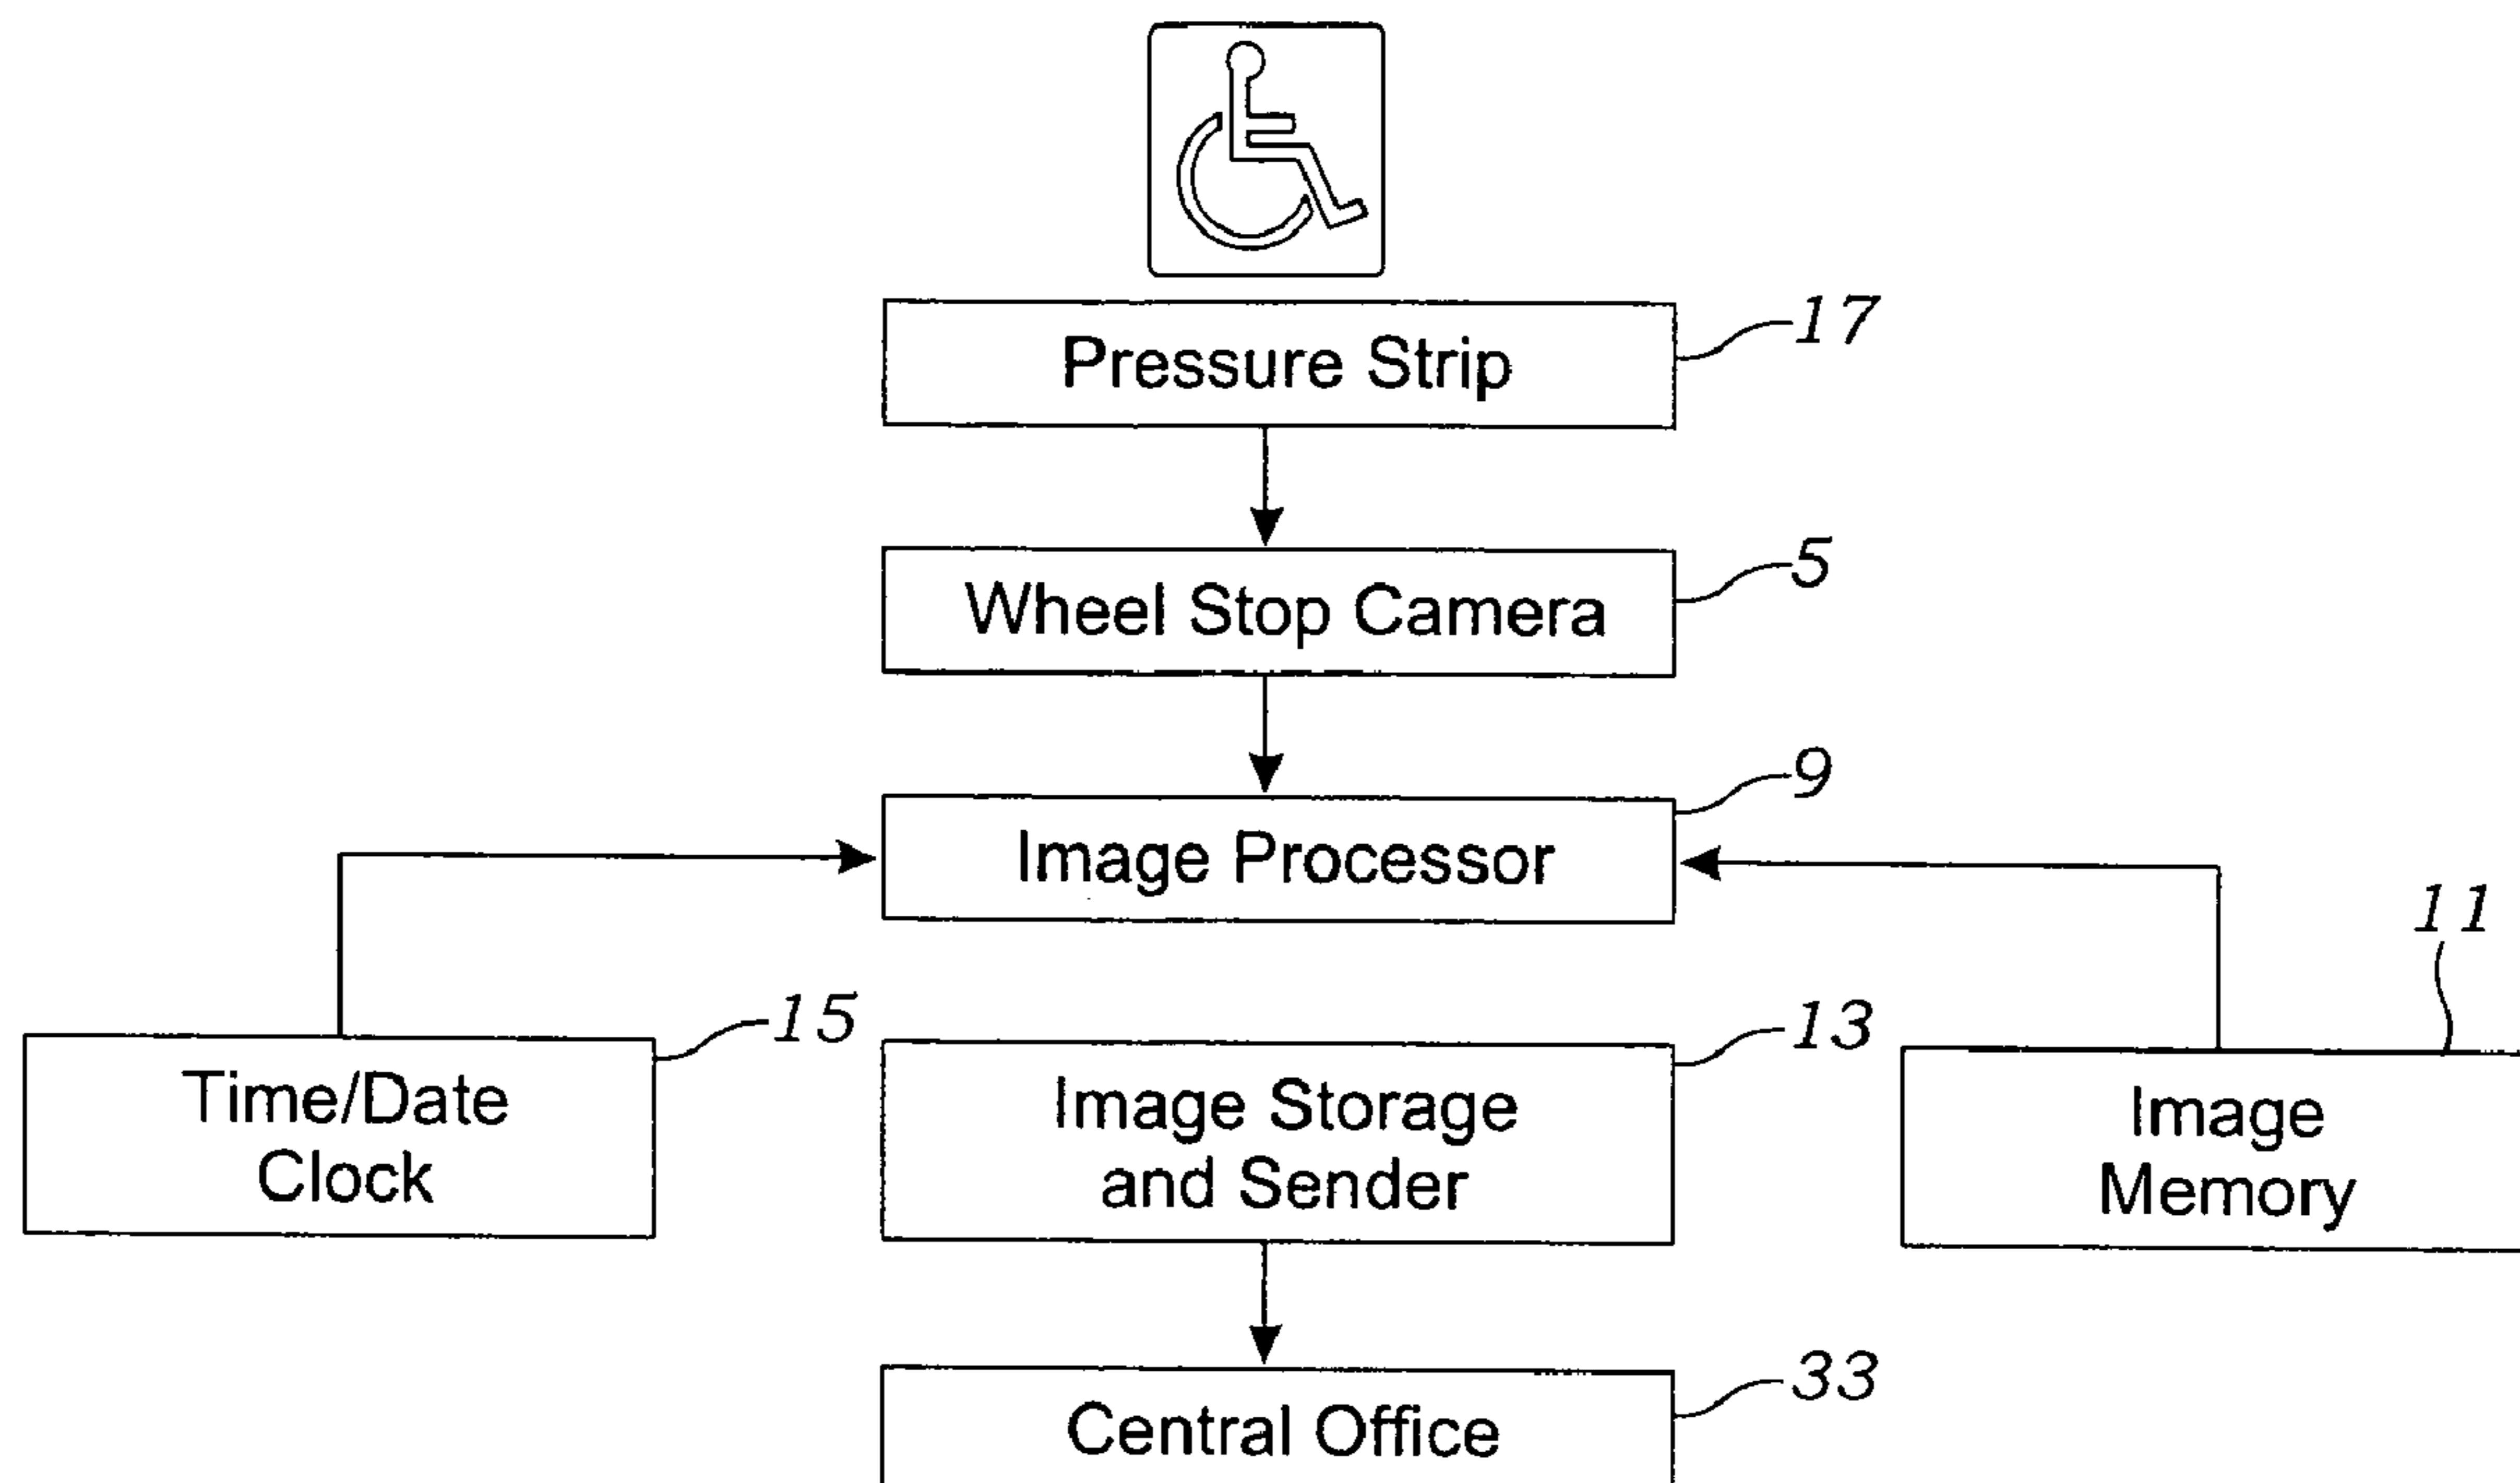 Pressure Strip
17
Wheel Stop Camera
5
Image Processor
9
11
15
13
Time/Date
Clock
Image Storage
and Sender
Image
Memory
33
Central Office